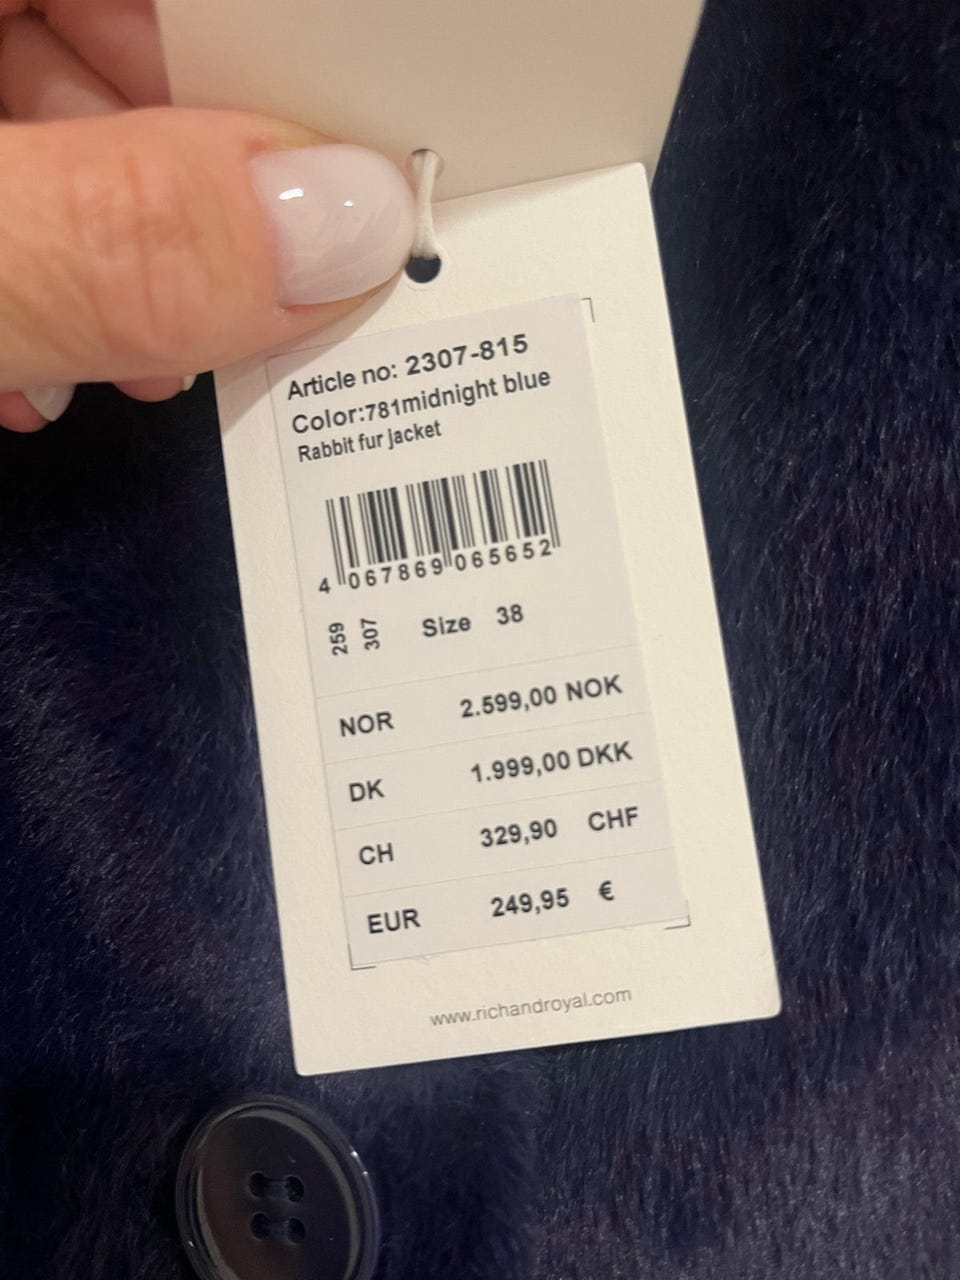 Article no: 2307-815
Color:781midnight blue
Rabbit fur jacket
4 067869 065652
259
307
Size 38
NOR 2.599,00 NOK
DK 1.999,00 DKK
CH 329,90 CHF
EUR 249,95 €
www.richandroyal.com